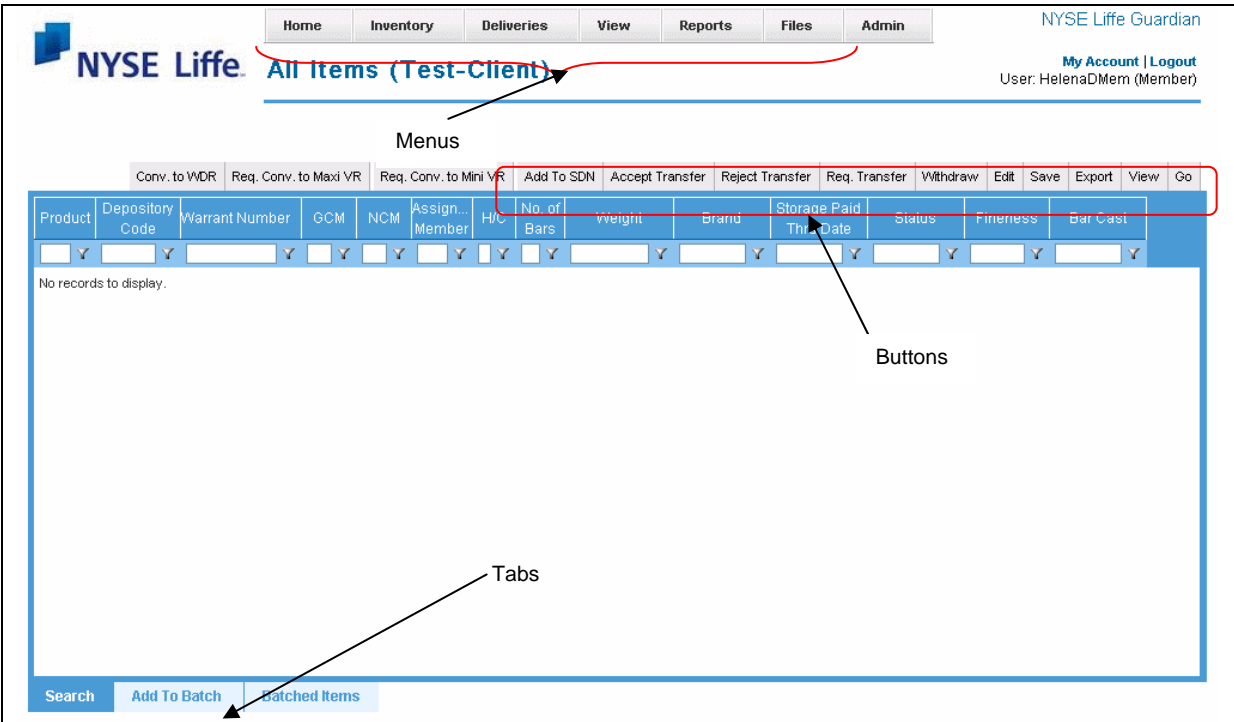 Home Inventory Deliveries View Reports Files Admin
NYSE Liffe Guardian
NYSE Liffe.
All Items (Test-Client)
My Account | Logout
User: HelenaDMem (Member)
Menus
Conv. to WDR Req. Conv. to Maxi VR Req. Conv. to Mini VR Add To SDN Accept Transfer Reject Transfer Req. Transfer Withdraw Edit Save Export View Go
Product Depository Code Warrant Number GCM NCM Assign... Member H/C No. of Bars Weight Brand Storage Paid Thru Date Status Fineness Bar Cast
No records to display.
Buttons
Tabs
Search Add To Batch Batched Items